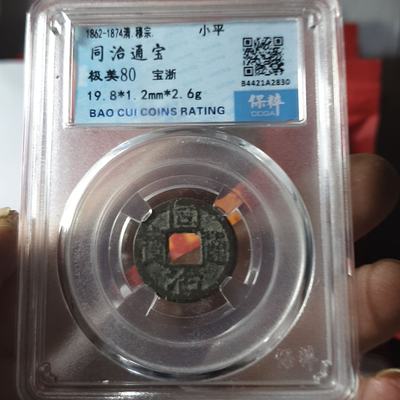 1862-1874清 穆宗 小平
同治通宝
极美80 宝浙
19.8*1.2mm*2.6g
BAO CUI COINS RATING
B4421A2830
保粹
同治